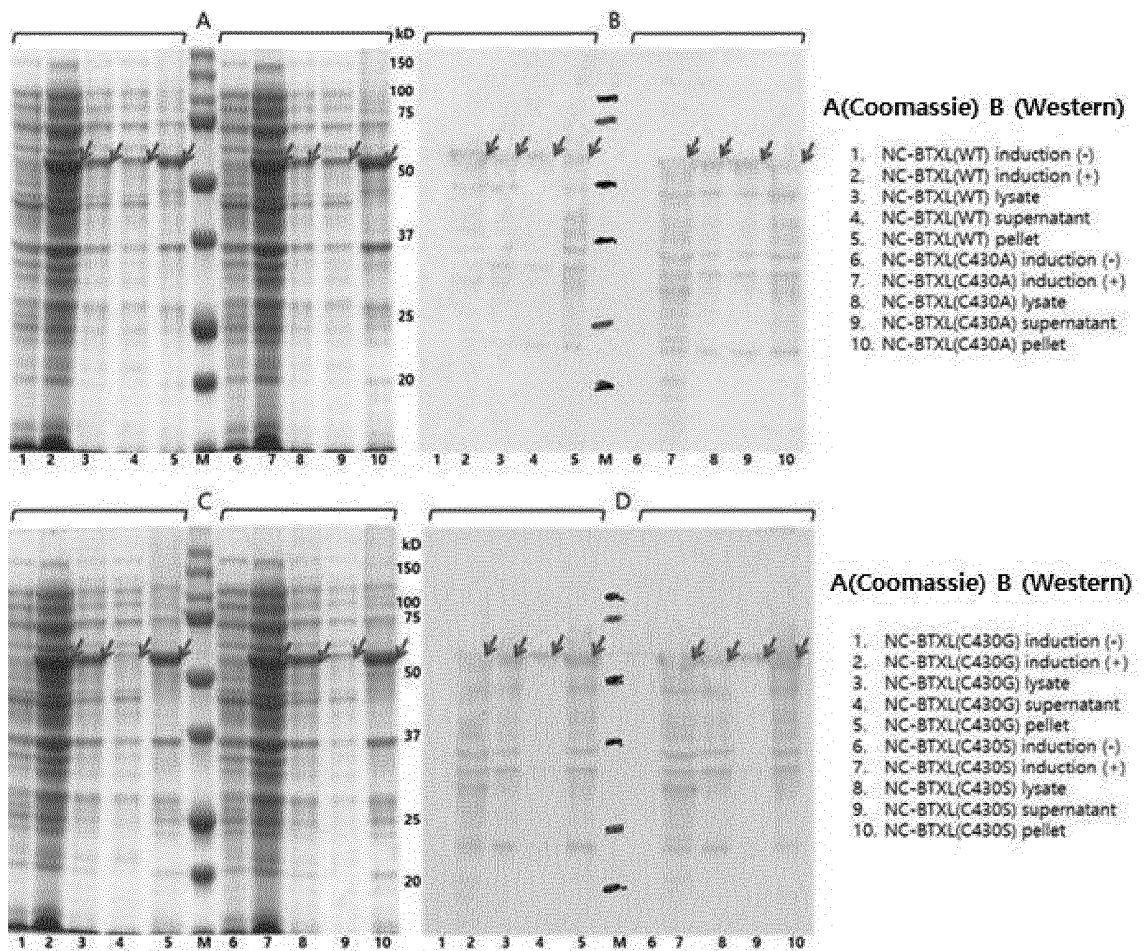 A
B
kD
150
100
75
50
37
25
20
1 2 3 4 5 M 6 7 8 9 10
1 2 3 4 5 M 6 7 8 9 10
A(Coomassie) B (Western)
1. NC-BTXL(WT) induction (-)
2. NC-BTXL(WT) induction (+)
3. NC-BTXL(WT) lysate
4. NC-BTXL(WT) supernatant
5. NC-BTXL(WT) pellet
6. NC-BTXL(C430A) induction (-)
7. NC-BTXL(C430A) induction (+)
8. NC-BTXL(C430A) lysate
9. NC-BTXL(C430A) supernatant
10. NC-BTXL(C430A) pellet
C
D
kD
150
100
75
50
37
25
20
1 2 3 4 5 M 6 7 8 9 10
1 2 3 4 5 M 6 7 8 9 10
A(Coomassie) B (Western)
1. NC-BTXL(C430G) induction (-)
2. NC-BTXL(C430G) induction (+)
3. NC-BTXL(C430G) lysate
4. NC-BTXL(C430G) supernatant
5. NC-BTXL(C430G) pellet
6. NC-BTXL(C430S) induction (-)
7. NC-BTXL(C430S) induction (+)
8. NC-BTXL(C430S) lysate
9. NC-BTXL(C430S) supernatant
10. NC-BTXL(C430S) pellet